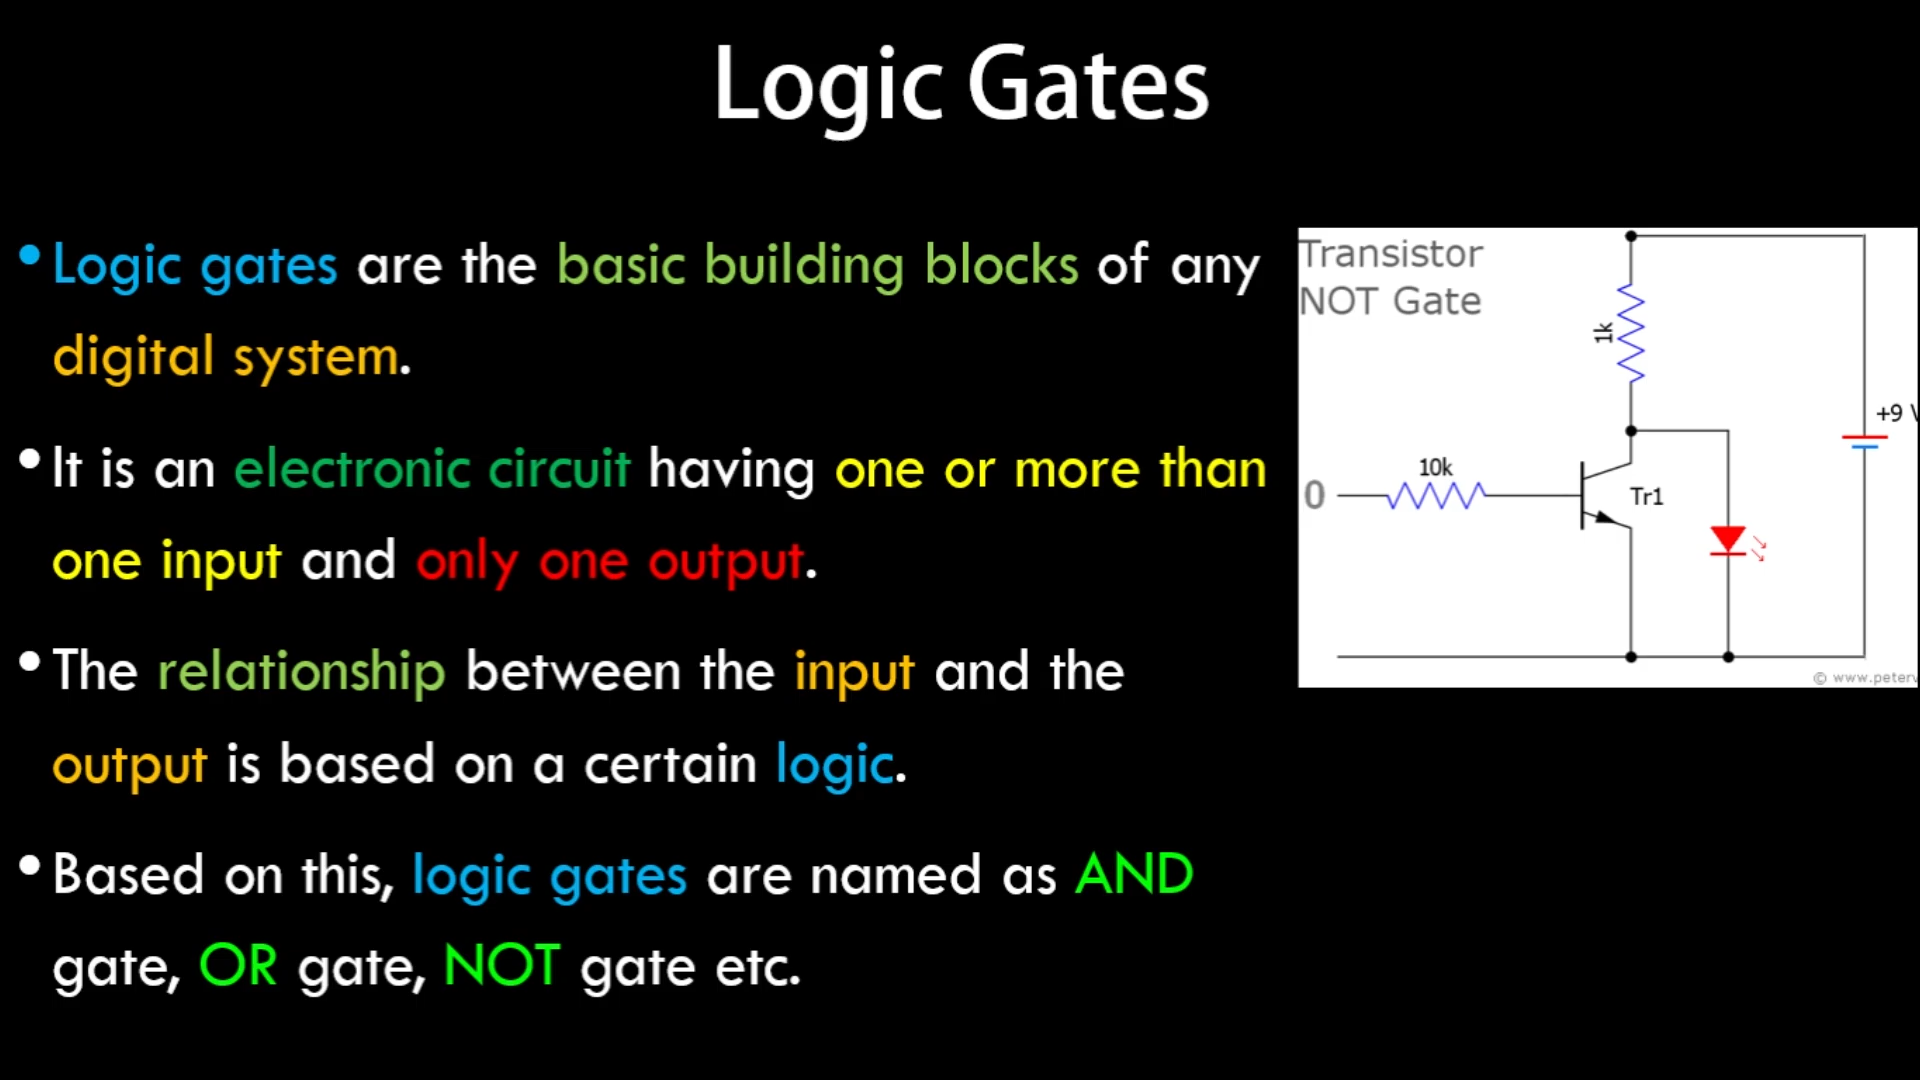 Logic Gates
•Logic gates are the basic building blocks of any
digital system.
•It is an electronic circuit having one or more than
one input and only one output.
•The relationship between the input and the
output is based on a certain logic.
•Based on this, logic gates are named as AND
gate, OR gate, NOT gate etc.
Transistor
NOT Gate
1k
+9
10k
0
Tr1
© www.peterv